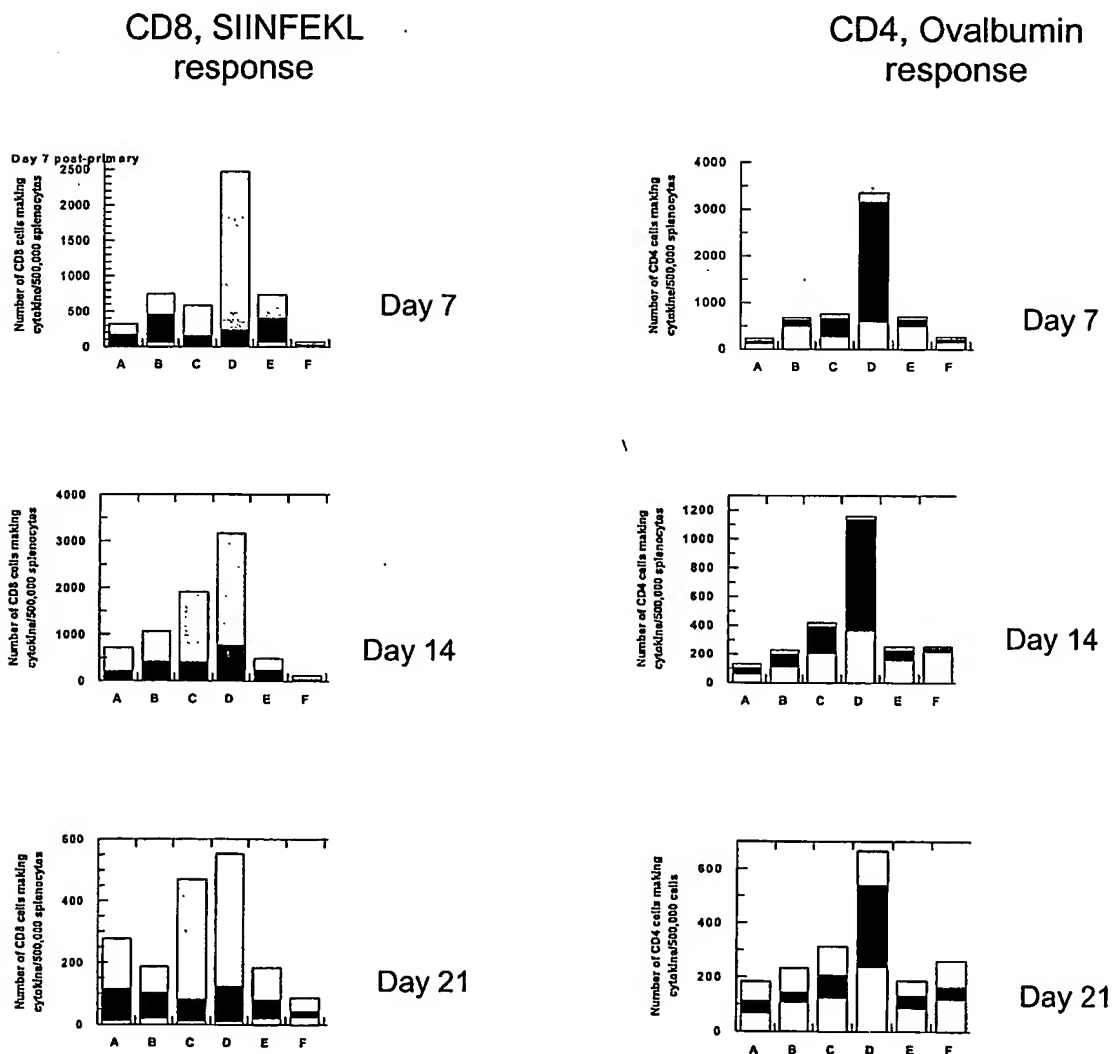 CD8, SIINFEKL
response
CD4, Ovalbumin
response
Day 7 post-primary
Number of CD8 cells making
cytokine/500,000 splenocytes
2500
2000
1500
1000
500
0
A B C D E F
Day 7
Number of CD4 cells making
cytokine/500,000 splenocytes
4000
3000
2000
1000
0
A B C D E F
Day 7
Number of CD8 cells making
cytokine/500,000 splenocytes
4000
3000
2000
1000
0
A B C D E F
Day 14
Number of CD4 cells making
cytokine/500,000 splenocytes
1200
1000
800
600
400
200
0
A B C D E F
Day 14
Number of CD8 cells making
cytokine/500,000 splenocytes
600
400
200
0
A B C D E F
Day 21
Number of CD4 cells making
cytokine/500,000 cells
600
400
200
0
A B C D E F
Day 21